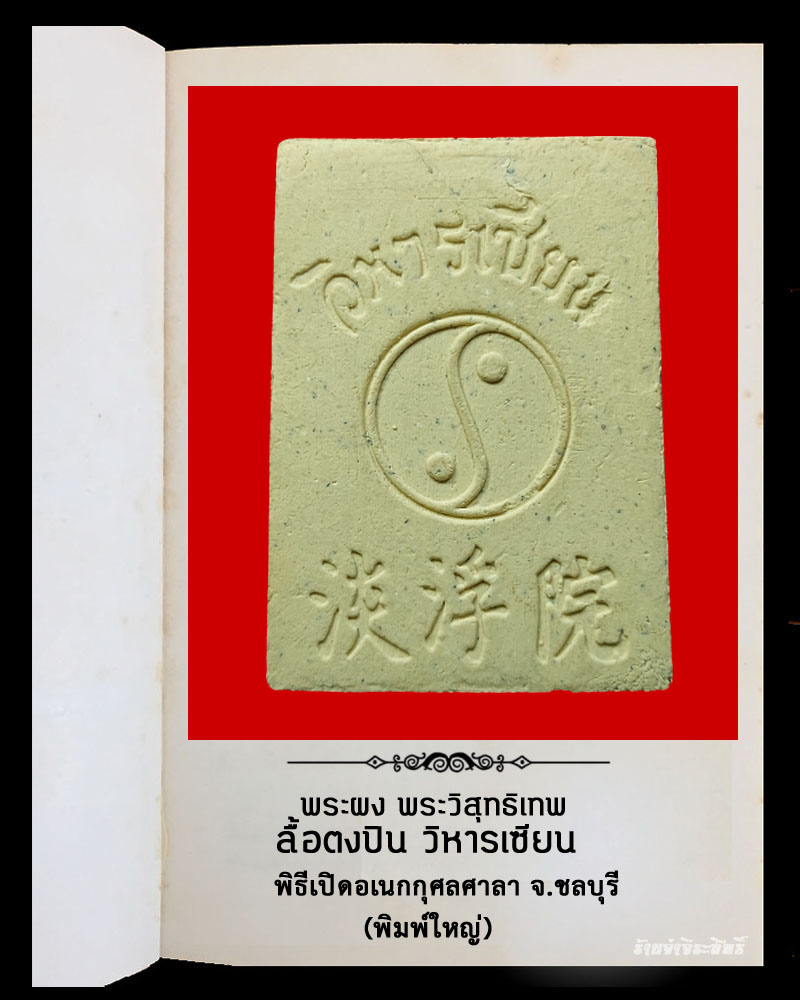 วิหารเซียน
淡浮院
พระผง พระวิสุทธิเทพ
ลื้อตงปิน วิหารเซียน
พิธีเปิดอเนกกุศลศาลา จ.ชลบุรี
(พิมพ์ใหญ่)